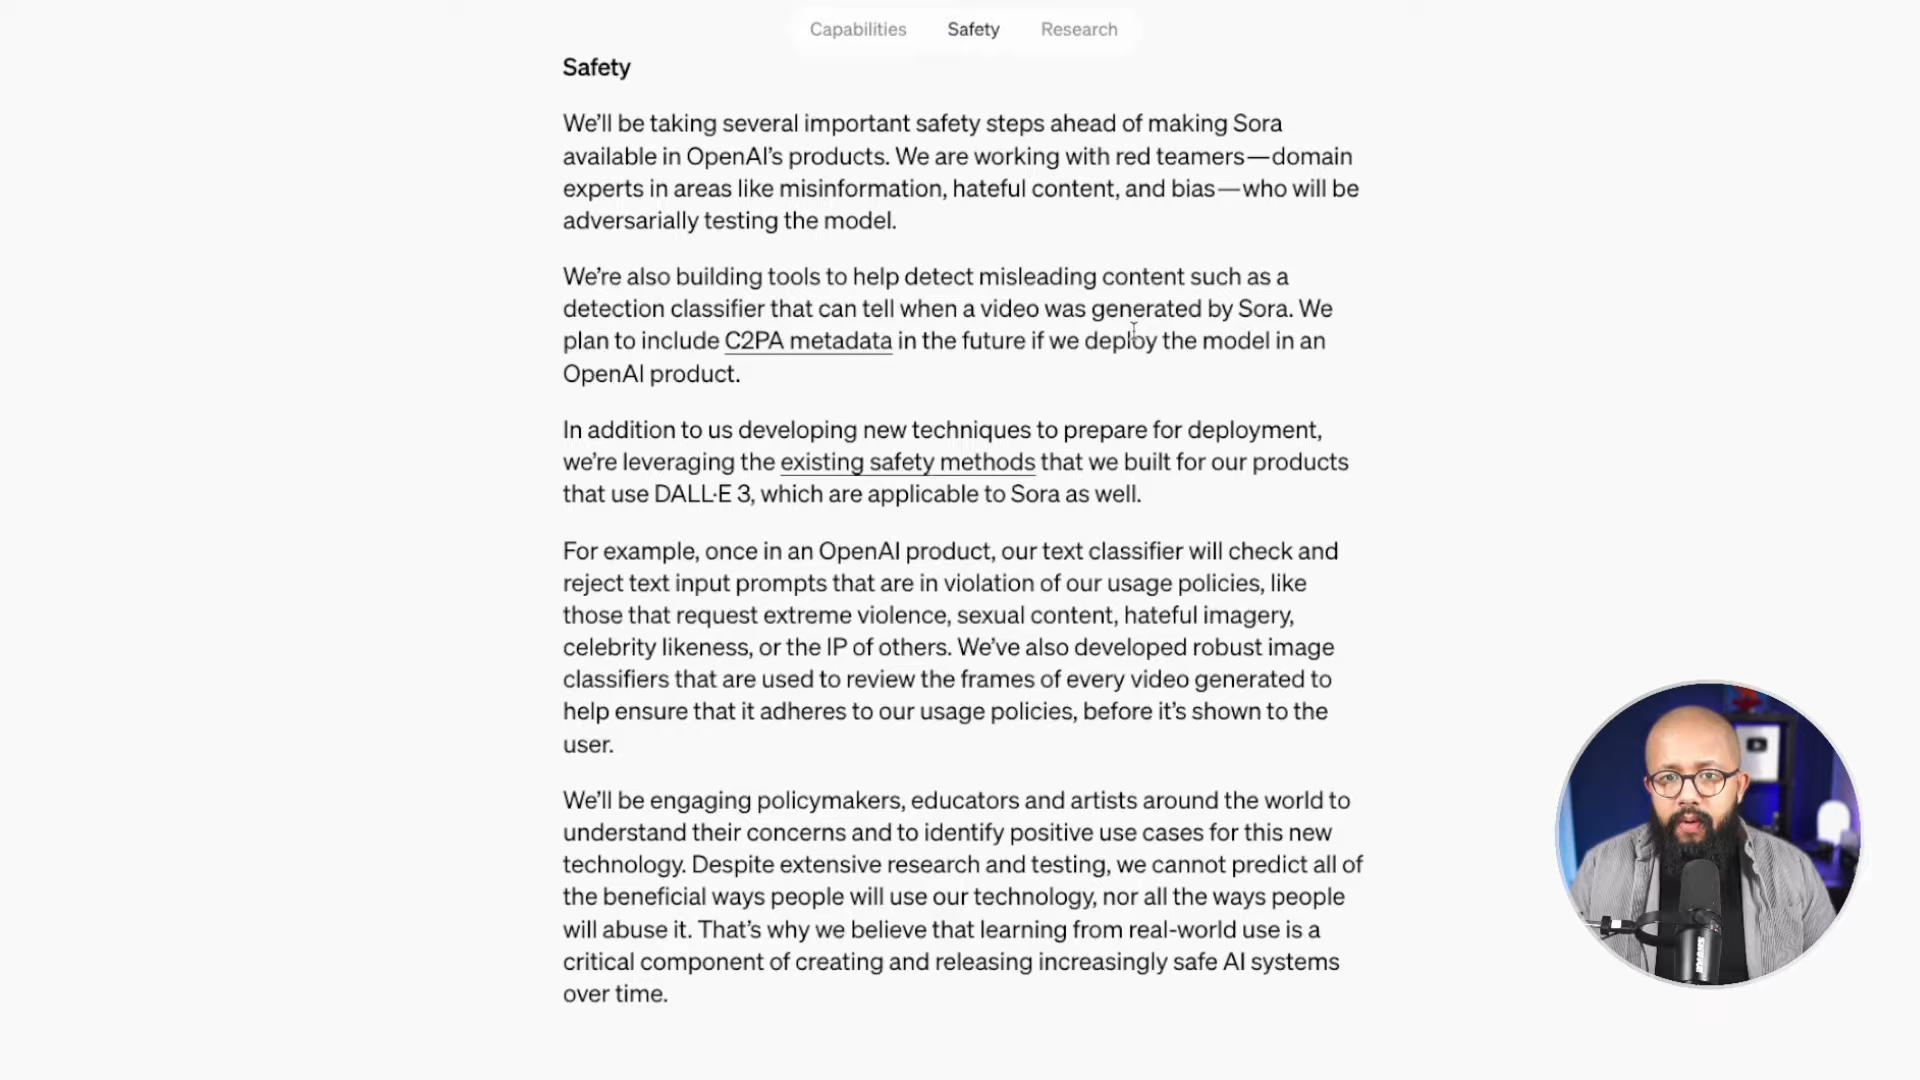 Capabilities Safety Research
Safety
We’ll be taking several important safety steps ahead of making Sora
available in OpenAI’s products. We are working with red teamers—domain
experts in areas like misinformation, hateful content, and bias—who will be
adversarially testing the model.
We’re also building tools to help detect misleading content such as a
detection classifier that can tell when a video was generated by Sora. We
plan to include C2PA metadata in the future if we deploy the model in an
OpenAI product.
In addition to us developing new techniques to prepare for deployment,
we’re leveraging the existing safety methods that we built for our products
that use DALL·E 3, which are applicable to Sora as well.
For example, once in an OpenAI product, our text classifier will check and
reject text input prompts that are in violation of our usage policies, like
those that request extreme violence, sexual content, hateful imagery,
celebrity likeness, or the IP of others. We’ve also developed robust image
classifiers that are used to review the frames of every video generated to
help ensure that it adheres to our usage policies, before it’s shown to the
user.
We’ll be engaging policymakers, educators and artists around the world to
understand their concerns and to identify positive use cases for this new
technology. Despite extensive research and testing, we cannot predict all of
the beneficial ways people will use our technology, nor all the ways people
will abuse it. That’s why we believe that learning from real-world use is a
critical component of creating and releasing increasingly safe AI systems
over time.